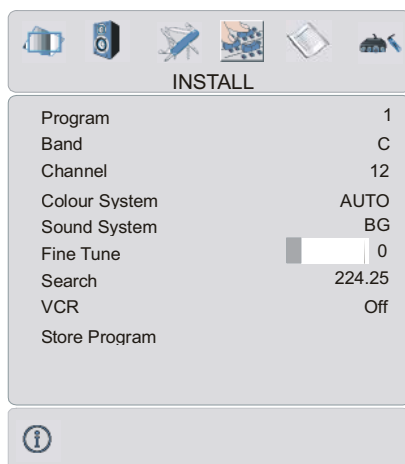 INSTALL
Program 1
Band C
Channel 12
Colour System AUTO
Sound System BG
Fine Tune 0
Search 224.25
VCR Off
Store Program